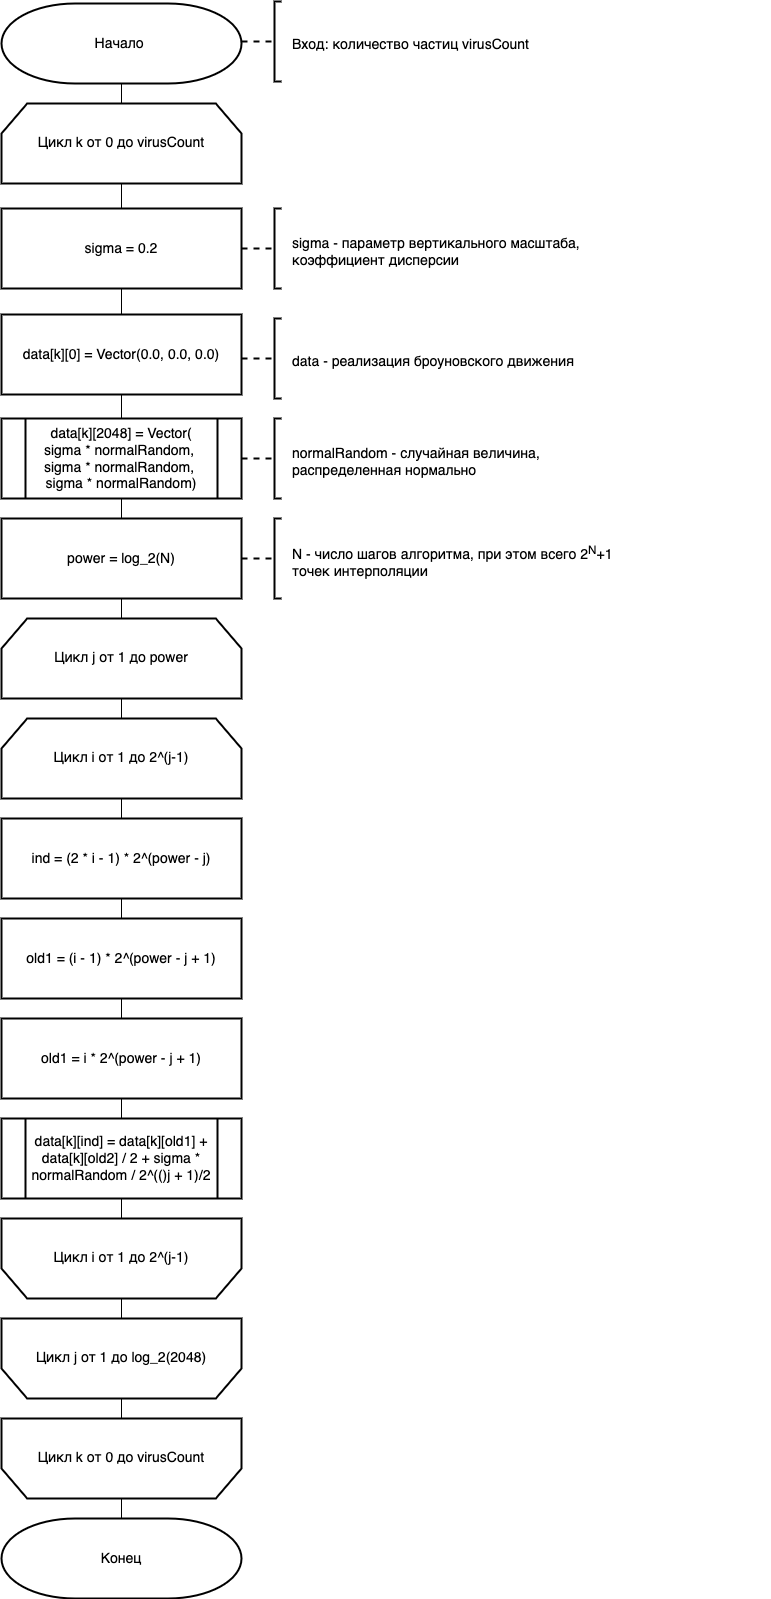 Начало
Вход: количество частиц virusCount
Цикл k от 0 до virusCount
sigma = 0.2
sigma - параметр вертикального масштаба,
коэффициент дисперсии
data[k][0] = Vector(0.0, 0.0, 0.0)
data - реализация броуновского движения
data[k][2048] = Vector(
sigma * normalRandom,
sigma * normalRandom,
sigma * normalRandom)
normalRandom - случайная величина,
распределенная нормально
power = log_2(N)
N - число шагов алгоритма, при этом всего 2^N+1
точек интерполяции
Цикл j от 1 до power
Цикл i от 1 до 2^(j-1)
ind = (2 * i - 1) * 2^(power - j)
old1 = (i - 1) * 2^(power - j + 1)
old1 = i * 2^(power - j + 1)
data[k][ind] = data[k][old1] +
data[k][old2] / 2 + sigma *
normalRandom / 2^(()j + 1)/2
Цикл i от 1 до 2^(j-1)
Цикл j от 1 до log_2(2048)
Цикл k от 0 до virusCount
Конец